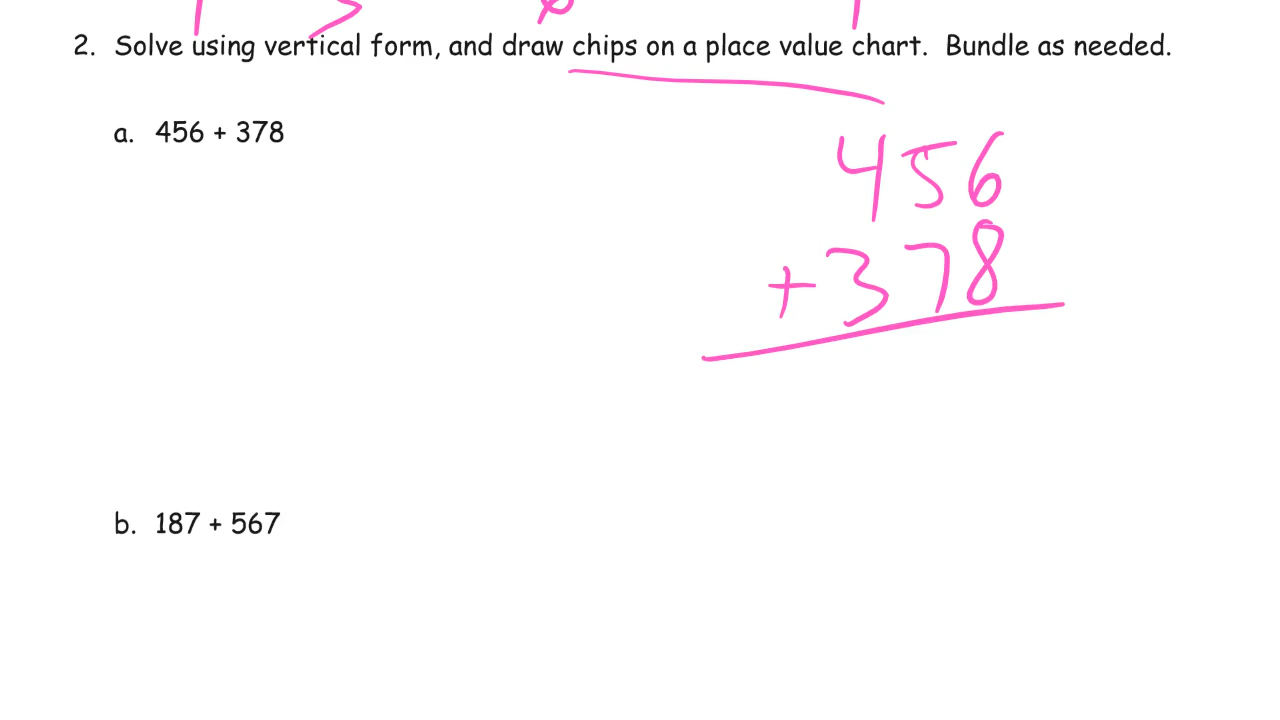 2. Solve using vertical form, and draw chips on a place value chart. Bundle as needed.
a. 456 + 378
456
+ 378
b. 187 + 567